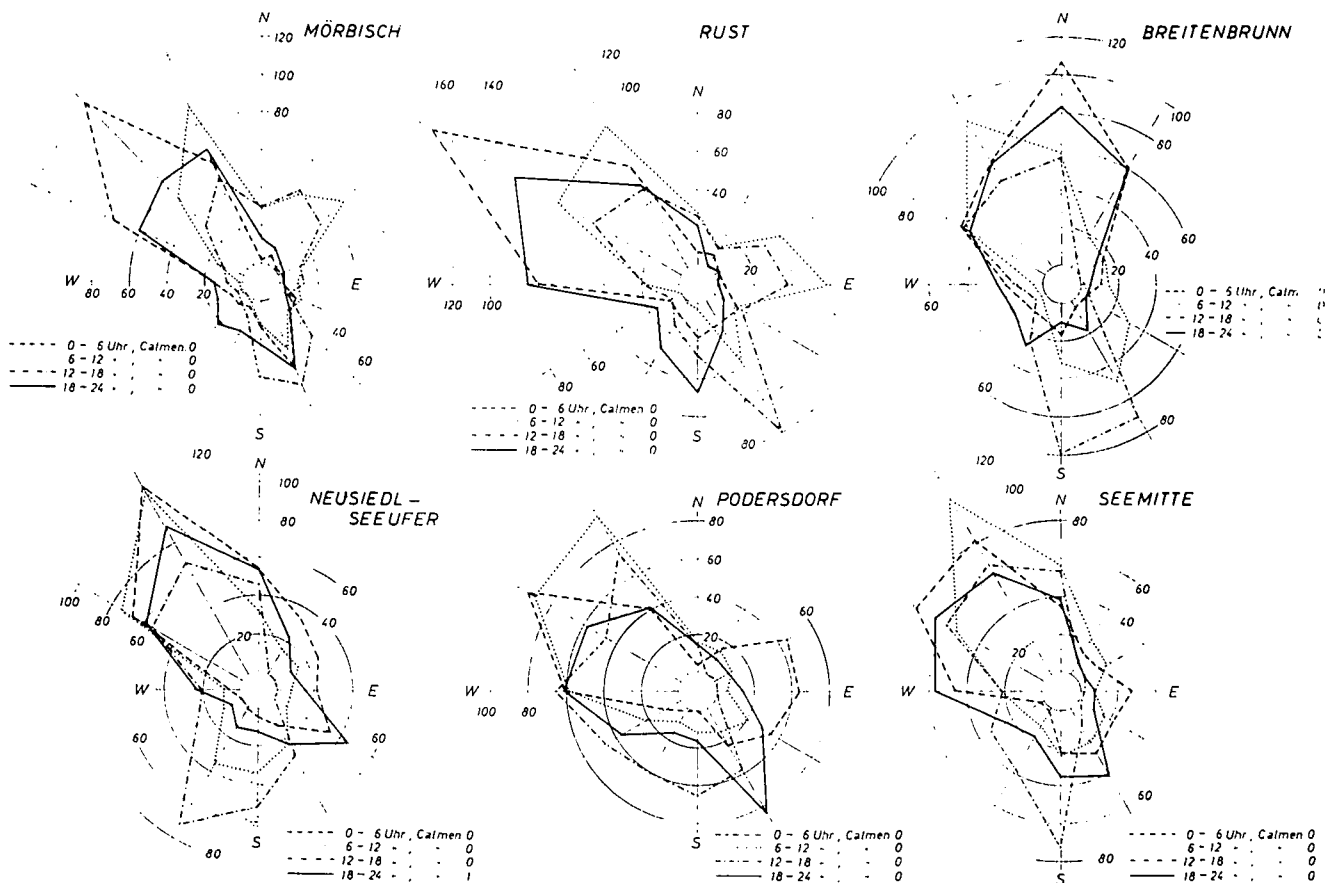 MÖRBISCH
N
120
100
80
W
80
60
40
20
E
40
60
S
0 - 6 Uhr, Calmen 0
6 - 12 " , " 0
12 - 18 " , " 0
18 - 24 " , " 0
RUST
120
160
140
100
N
80
60
40
20
W
120
100
E
60
80
80
S
0 - 6 Uhr, Calmen 0
6 - 12 " , " 0
12 - 18 " , " 0
18 - 24 " , " 0
BREITENBRUNN
N
120
100
80
100
80
60
60
40
20
W
E
60
80
S
0 - 6 Uhr, Calm
6 - 12 " , "
12 - 18 " , "
18 - 24 " , "
NEUSIEDL –
SEEUFER
120
N
100
80
60
40
20
100
80
60
W
E
60
60
80
S
0 - 6 Uhr, Calmen 0
6 - 12 " , " 0
12 - 18 " , " 0
18 - 24 " , " 1
PODERSDORF
N
80
60
40
20
60
W
100
80
E
S
0 - 6 Uhr, Calmen 0
6 - 12 " , " 0
12 - 18 " , " 0
18 - 24 " , " 0
SEEMITTE
120
100
N
80
60
40
20
W
E
60
80
S
0 - 6 Uhr, Calmen 0
6 - 12 " , " 0
12 - 18 " , " 0
18 - 24 " , " 0